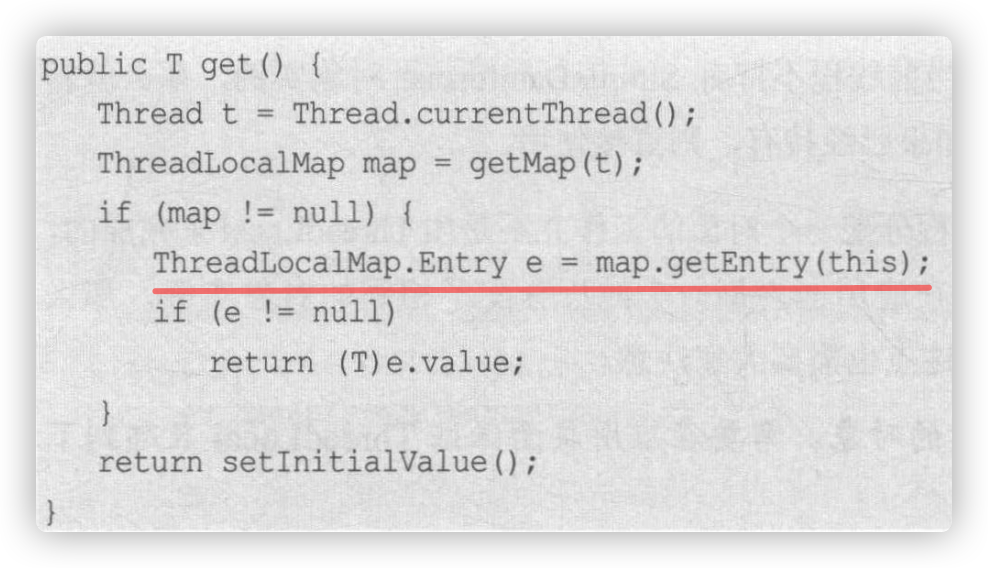 public T get() {
Thread t = Thread.currentThread();
ThreadLocalMap map = getMap(t);
if (map != null) {
ThreadLocalMap.Entry e = map.getEntry(this);
if (e != null)
return (T)e.value;
}
return setInitialValue();
}